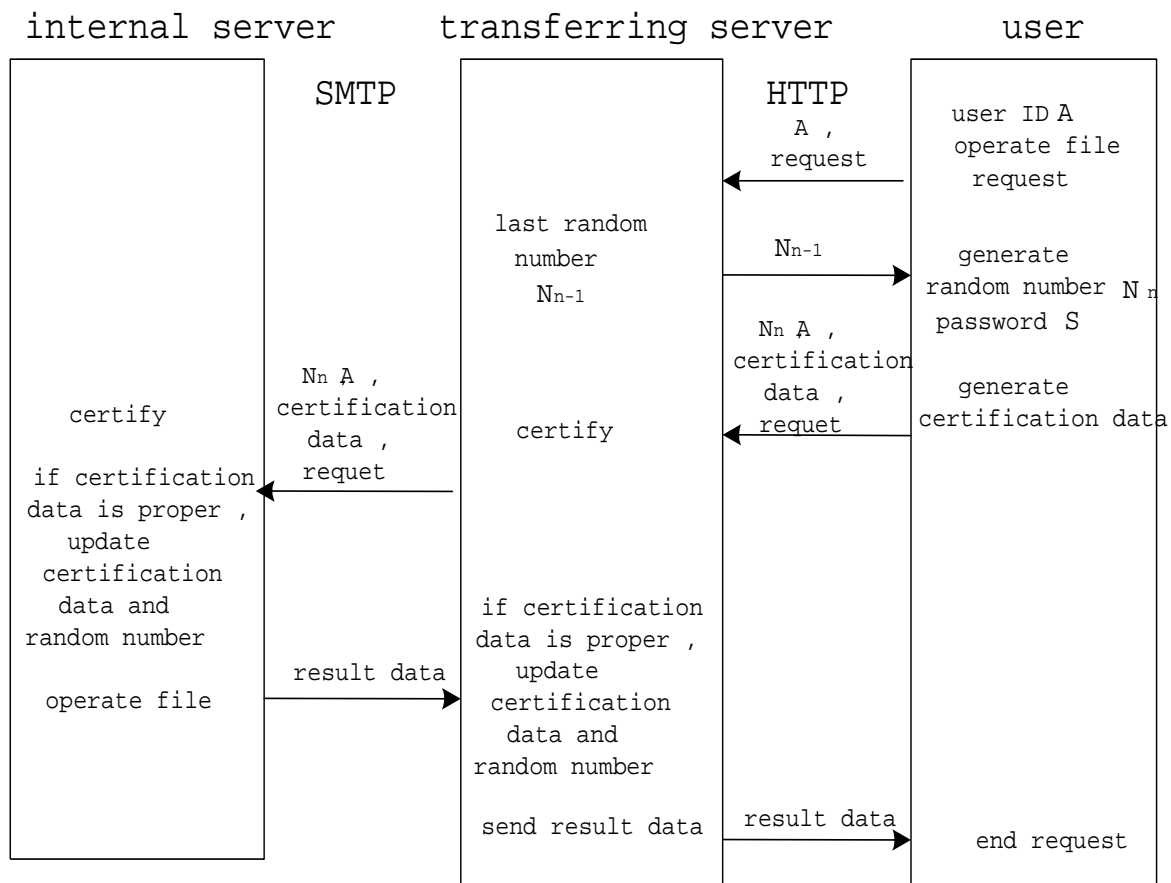 internal server
transferring server
user
SMTP
HTTP
A ,
request
user ID A
operate file
request
last random
number
Nn-1
Nn-1
generate
random number Nn
password S
Nn A ,
certification
data ,
requet
generate
certification data
Nn A ,
certification
data ,
requet
certify
certify
if certification
data is proper ,
update
certification
data and
random number
operate file
result data
if certification
data is proper ,
update
certification
data and
random number
send result data
result data
end request